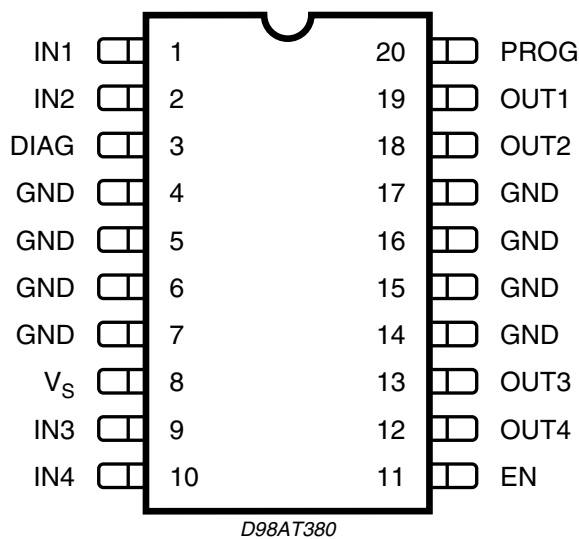 IN1 1 20 PROG
IN2 2 19 OUT1
DIAG 3 18 OUT2
GND 4 17 GND
GND 5 16 GND
GND 6 15 GND
GND 7 14 GND
VS 8 13 OUT3
IN3 9 12 OUT4
IN4 10 11 EN
D98AT380